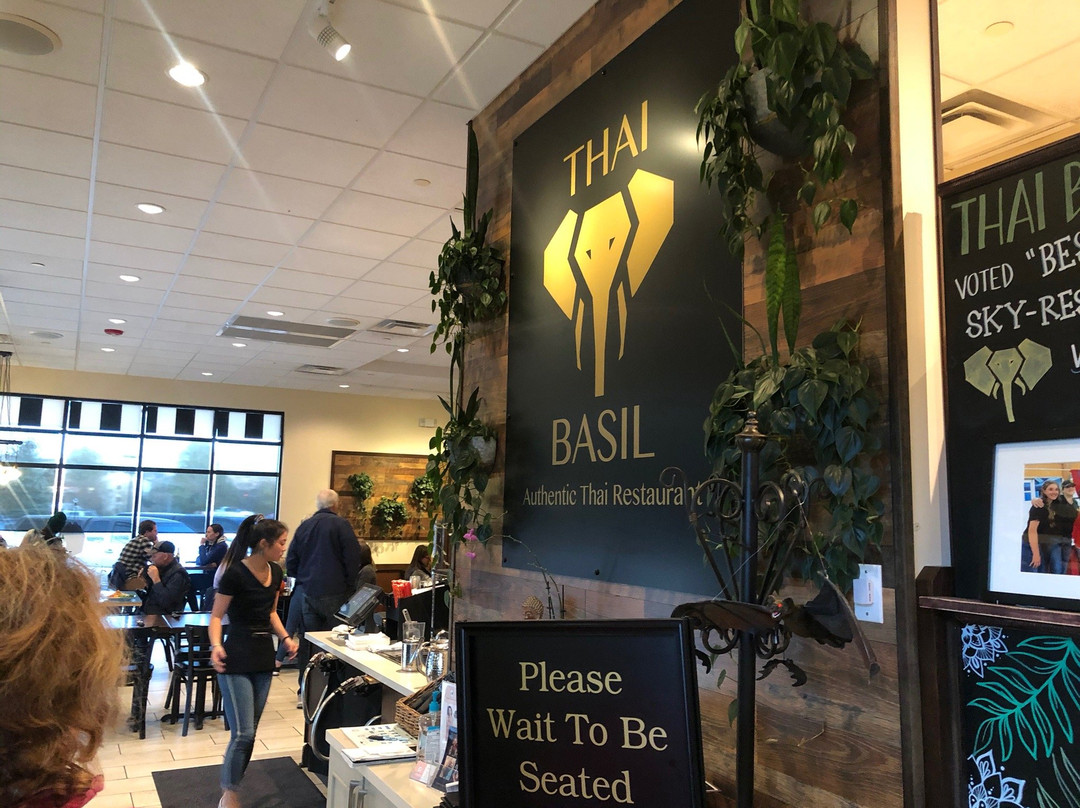 THAI
BASIL
Authentic Thai Restaurant
Please
Wait To Be
Seated
THAI B
VOTED "BES
SKY-RES